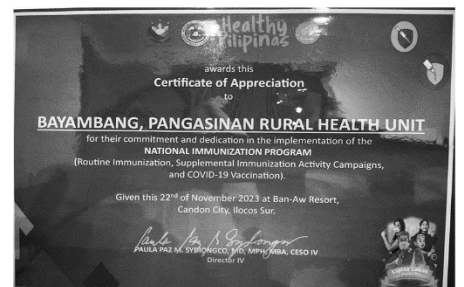 Healthy
Pilipinas
awards this
Certificate of Appreciation
to
BAYAMBANG, PANGASINAN RURAL HEALTH UNIT
for their commitment and dedication in the implementation of the
NATIONAL IMMUNIZATION PROGRAM
(Routine Immunization, Supplemental Immunization Activity Campaigns,
and COVID-19 Vaccination).
Given this 22nd of November 2023 at Ban-Aw Resort,
Candon City, Ilocos Sur.
PAULA PAZ M. SYDIONGCO, MD, MPH, MBA, CESO IV
Director IV